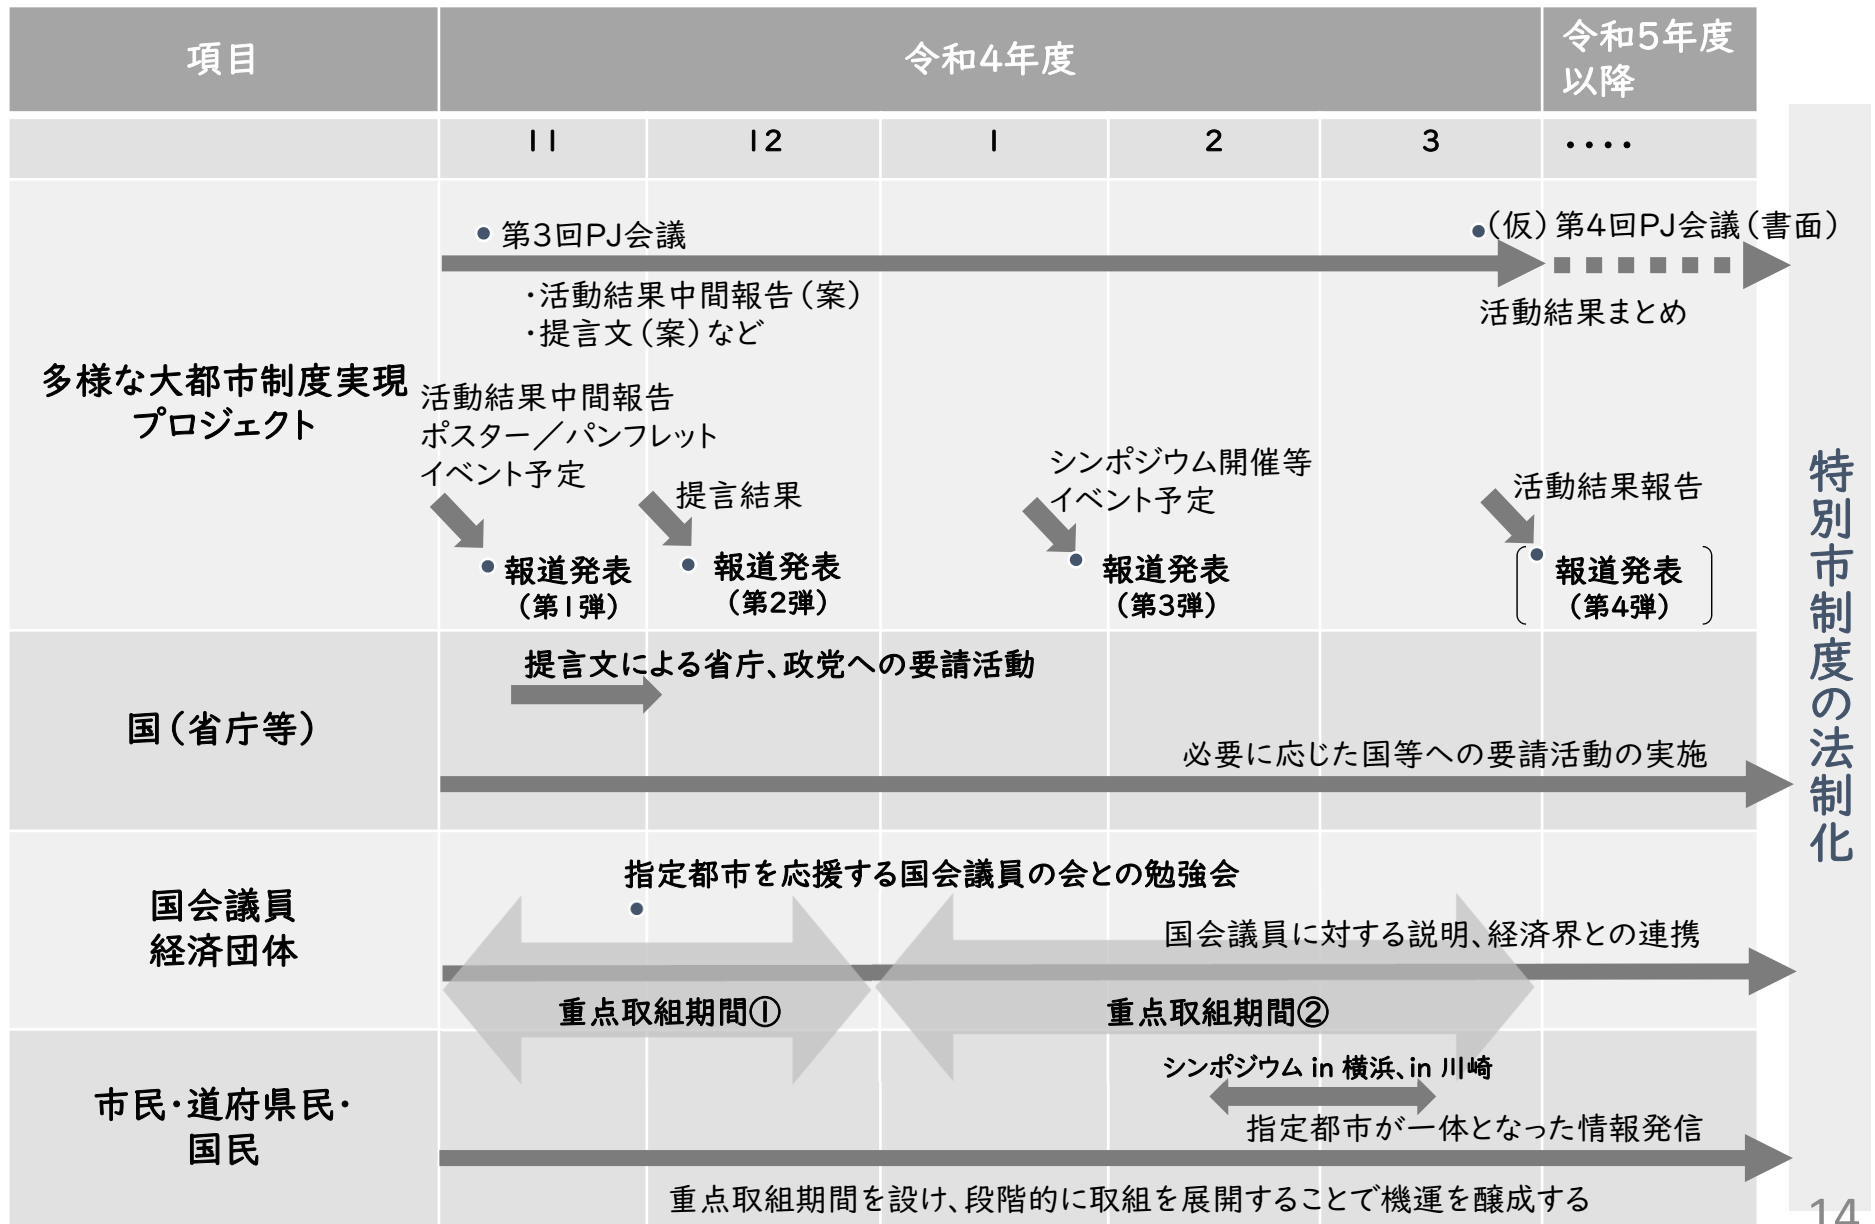 項目
令和4年度
令和5年度
以降
11
12
1
2
3
・・・・
多様な大都市制度実現
プロジェクト
第3回PJ会議
・活動結果中間報告(案)
・提言文(案)など
(仮)第4回PJ会議(書面)
活動結果まとめ
活動結果中間報告
ポスター／パンフレット
イベント予定
提言結果
シンポジウム開催等
イベント予定
活動結果報告
報道発表
(第1弾)
報道発表
(第2弾)
報道発表
(第3弾)
報道発表
(第4弾)
国(省庁等)
提言文による省庁、政党への要請活動
必要に応じた国等への要請活動の実施
国会議員
経済団体
指定都市を応援する国会議員の会との勉強会
国会議員に対する説明、経済界との連携
重点取組期間①
重点取組期間②
市民・道府県民・
国民
シンポジウム in 横浜、in 川崎
指定都市が一体となった情報発信
重点取組期間を設け、段階的に取組を展開することで機運を醸成する
特別市制度の法制化
14